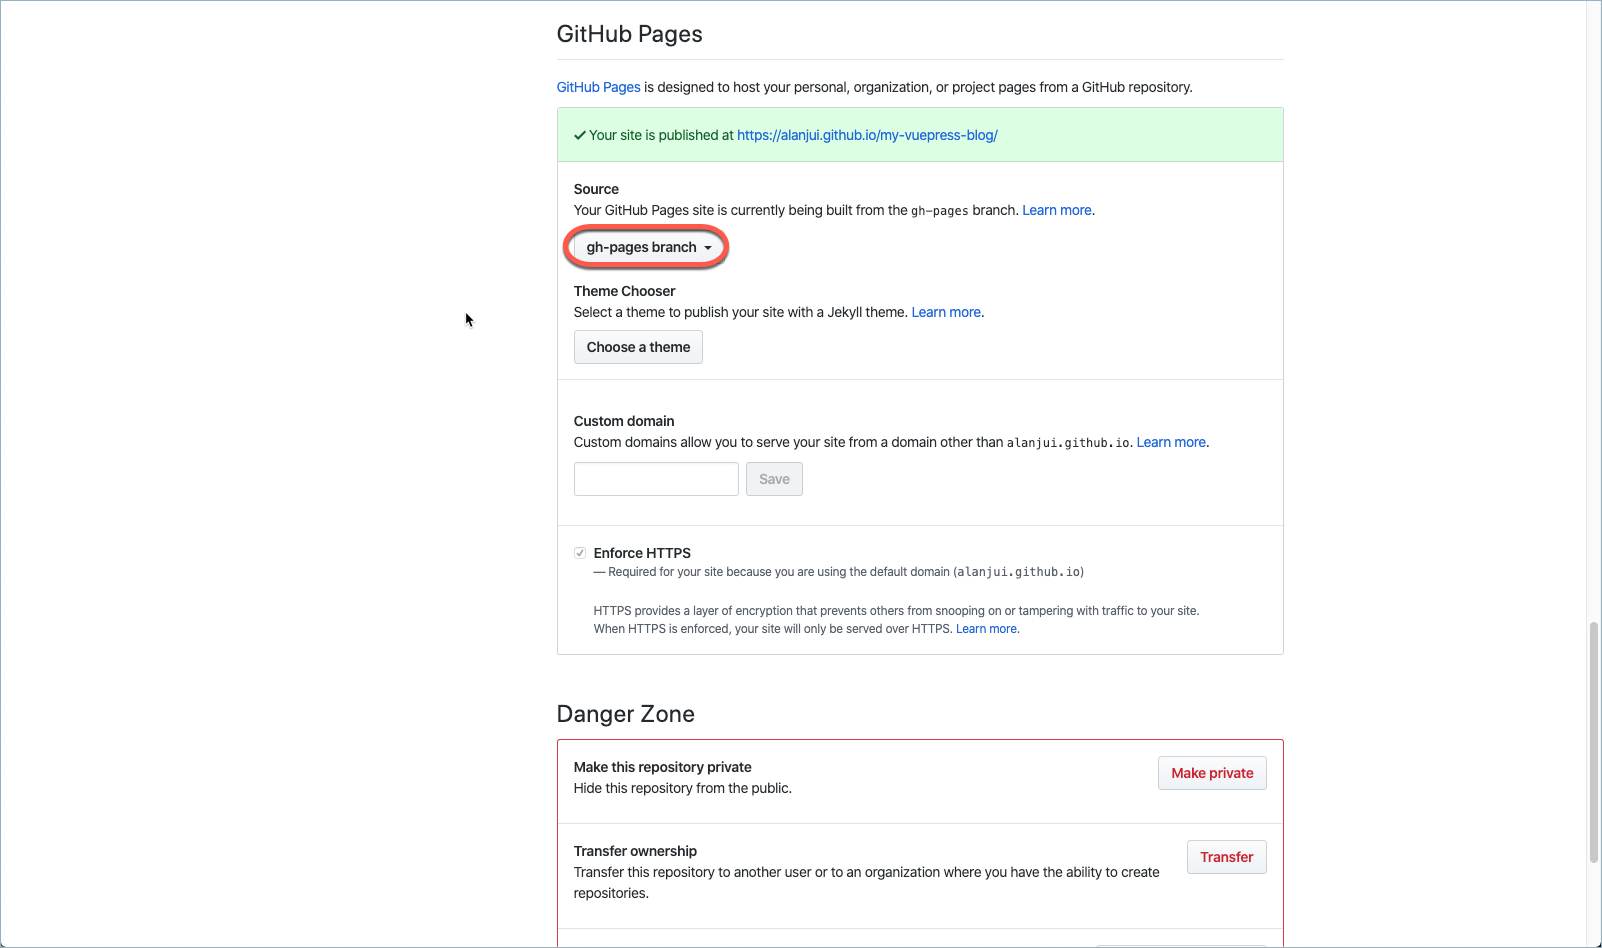 GitHub Pages
GitHub Pages is designed to host your personal, organization, or project pages from a GitHub repository.
Your site is published at https://alanjui.github.io/my-vuepress-blog/
Source
Your GitHub Pages site is currently being built from the gh-pages branch. Learn more.
gh-pages branch
Theme Chooser
Select a theme to publish your site with a Jekyll theme. Learn more.
Choose a theme
Custom domain
Custom domains allow you to serve your site from a domain other than alanjui.github.io. Learn more.
Save
Enforce HTTPS
— Required for your site because you are using the default domain (alanjui.github.io)
HTTPS provides a layer of encryption that prevents others from snooping on or tampering with traffic to your site.
When HTTPS is enforced, your site will only be served over HTTPS. Learn more.
Danger Zone
Make this repository private
Hide this repository from the public.
Make private
Transfer ownership
Transfer this repository to another user or to an organization where you have the ability to create
repositories.
Transfer